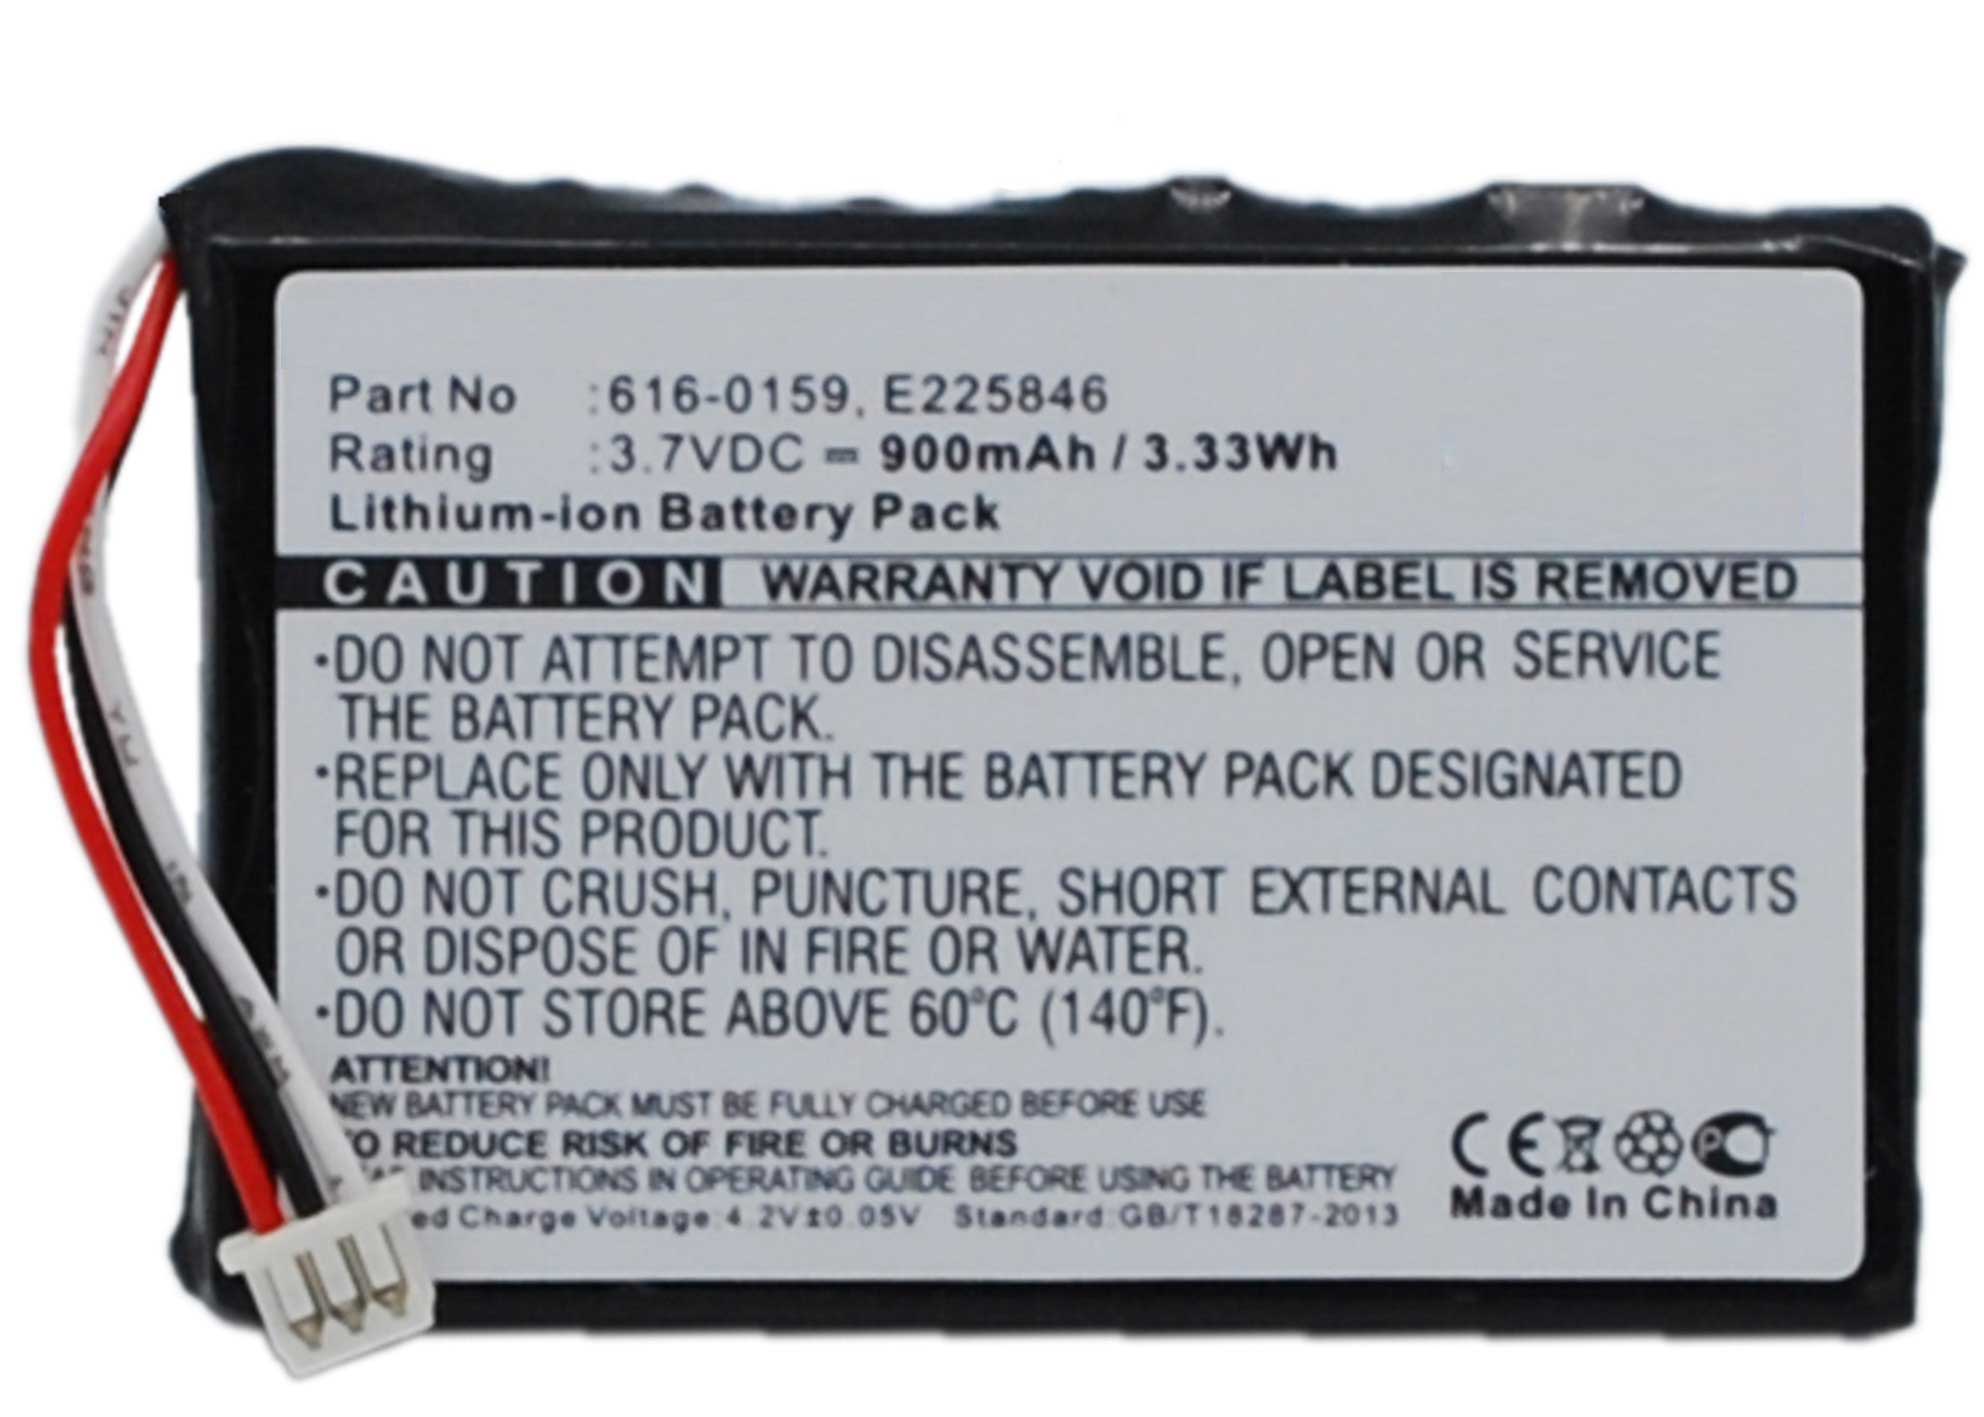 Part No :616-0159, E225846
Rating :3.7VDC ⎓ 900mAh / 3.33Wh
Lithium-ion Battery Pack
CAUTION WARRANTY VOID IF LABEL IS REMOVED
·DO NOT ATTEMPT TO DISASSEMBLE, OPEN OR SERVICE
THE BATTERY PACK.
·REPLACE ONLY WITH THE BATTERY PACK DESIGNATED
FOR THIS PRODUCT.
·DO NOT CRUSH, PUNCTURE, SHORT EXTERNAL CONTACTS
OR DISPOSE OF IN FIRE OR WATER.
·DO NOT STORE ABOVE 60°C (140°F).
ATTENTION!
NEW BATTERY PACK MUST BE FULLY CHARGED BEFORE USE
TO REDUCE RISK OF FIRE OR BURNS
INSTRUCTIONS IN OPERATING GUIDE BEFORE USING THE BATTERY
ed Charge Voltage:4.2V±0.05V Standard:GB/T18287-2013
CE PC
Made In China